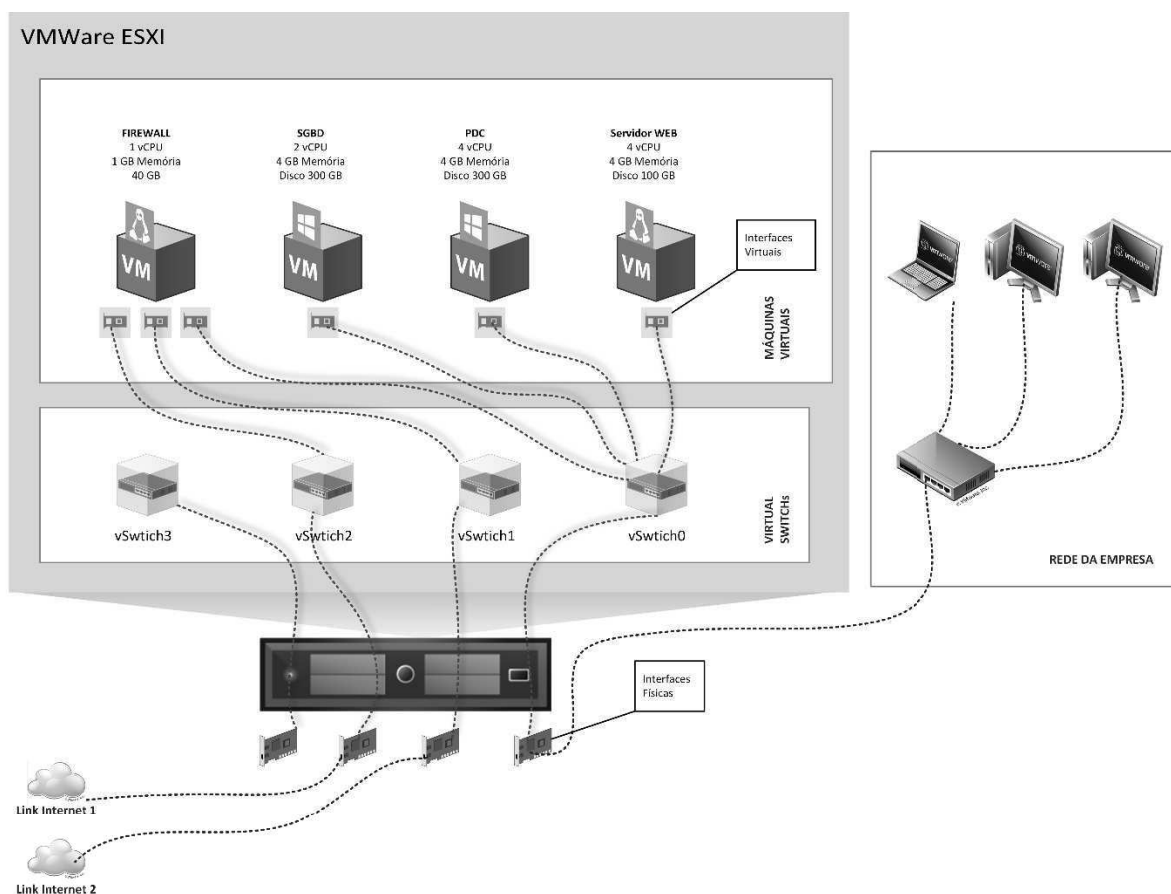 VMWare ESXI
FIREWALL
1 vCPU
1 GB Memória
40 GB
SGBD
2 vCPU
4 GB Memória
Disco 300 GB
PDC
4 vCPU
4 GB Memória
Disco 300 GB
Servidor WEB
4 vCPU
4 GB Memória
Disco 100 GB
VM
VM
VM
VM
Interfaces
Virtuais
MÁQUINAS
VIRTUAIS
vSwtich3
vSwtich2
vSwtich1
vSwtich0
VIRTUAL
SWITCHs
vmware
vmware
vmware
REDE DA EMPRESA
Interfaces
Físicas
Link Internet 1
Link Internet 2